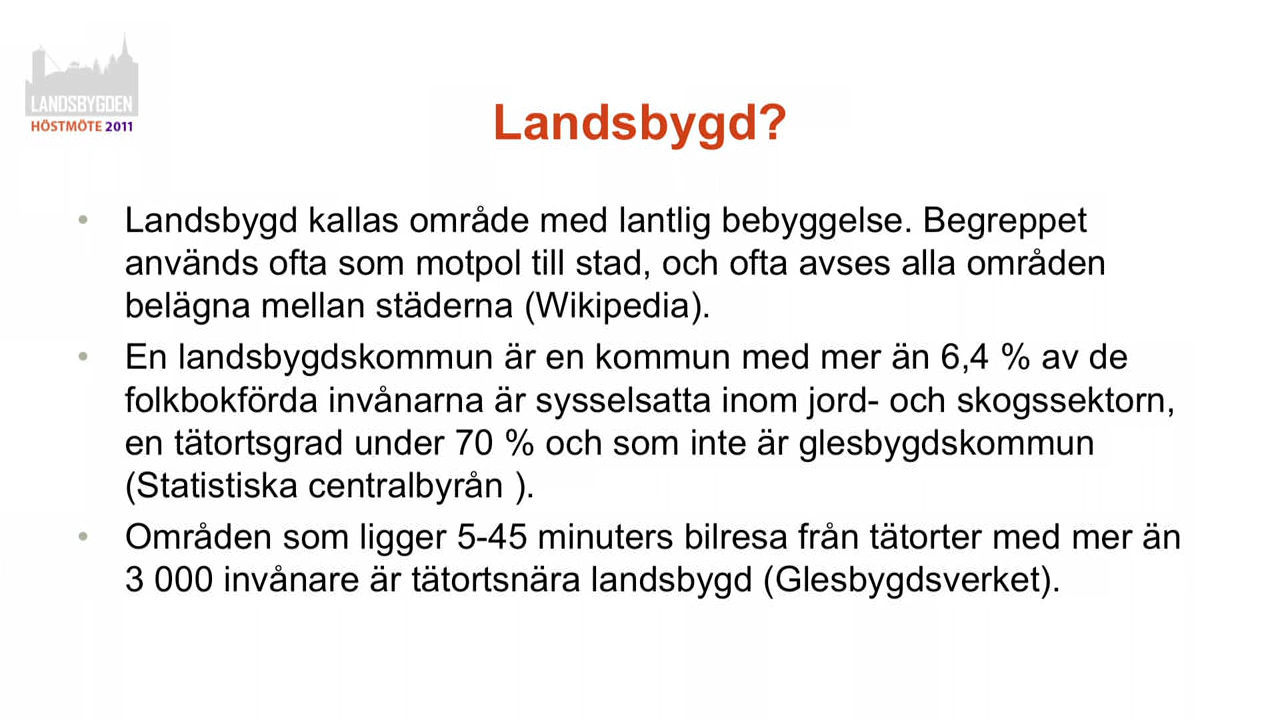 LANDSBYGDEN
HÖSTMÖTE 2011
Landsbygd?
• Landsbygd kallas område med lantlig bebyggelse. Begreppet
används ofta som motpol till stad, och ofta avses alla områden
belägna mellan städerna (Wikipedia).
• En landsbygdskommun är en kommun med mer än 6,4 % av de
folkbokförda invånarna är sysselsatta inom jord- och skogssektorn,
en tätortsgrad under 70 % och som inte är glesbygdskommun
(Statistiska centralbyrån ).
• Områden som ligger 5-45 minuters bilresa från tätorter med mer än
3 000 invånare är tätortsnära landsbygd (Glesbygdsverket).